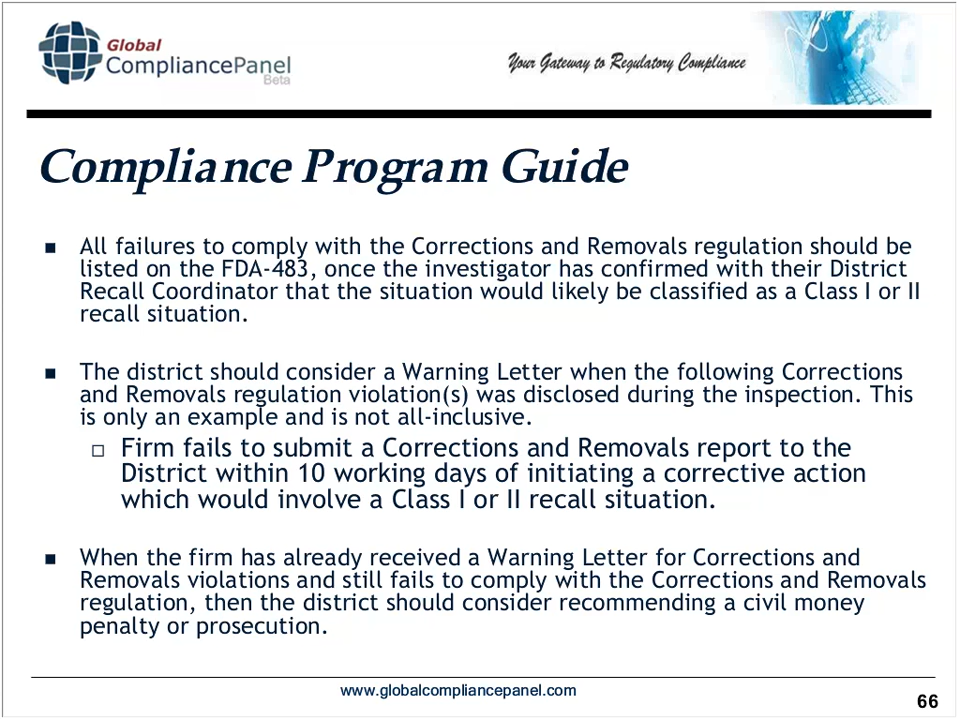 Global
CompliancePanel
Beta
Your Gateway to Regulatory Compliance
Compliance Program Guide
All failures to comply with the Corrections and Removals regulation should be
listed on the FDA-483, once the investigator has confirmed with their District
Recall Coordinator that the situation would likely be classified as a Class I or II
recall situation.
The district should consider a Warning Letter when the following Corrections
and Removals regulation violation(s) was disclosed during the inspection. This
is only an example and is not all-inclusive.
Firm fails to submit a Corrections and Removals report to the
District within 10 working days of initiating a corrective action
which would involve a Class I or II recall situation.
When the firm has already received a Warning Letter for Corrections and
Removals violations and still fails to comply with the Corrections and Removals
regulation, then the district should consider recommending a civil money
penalty or prosecution.
www.globalcompliancepanel.com
66